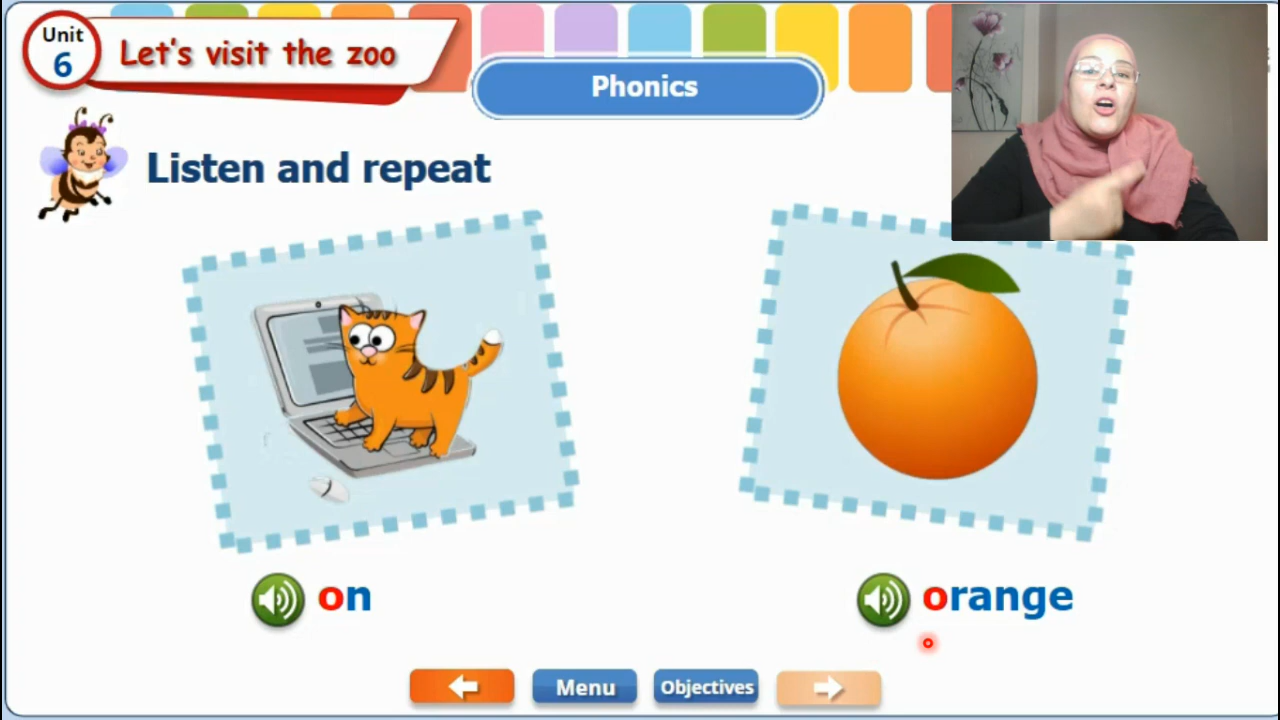 Unit
6
Let's visit the zoo
Phonics
Listen and repeat
on
orange
Menu
Objectives